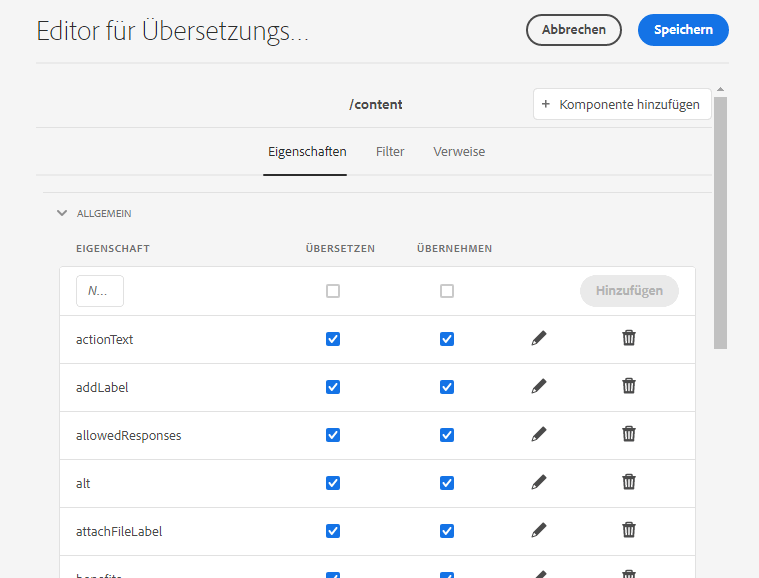 Editor für Übersetzungs...
Abbrechen
Speichern
/content
+ Komponente hinzufügen
Eigenschaften Filter Verweise
ALLGEMEIN
EIGENSCHAFT ÜBERSETZEN ÜBERNEHMEN
N... Hinzufügen
actionText
addLabel
allowedResponses
alt
attachFileLabel
benefits